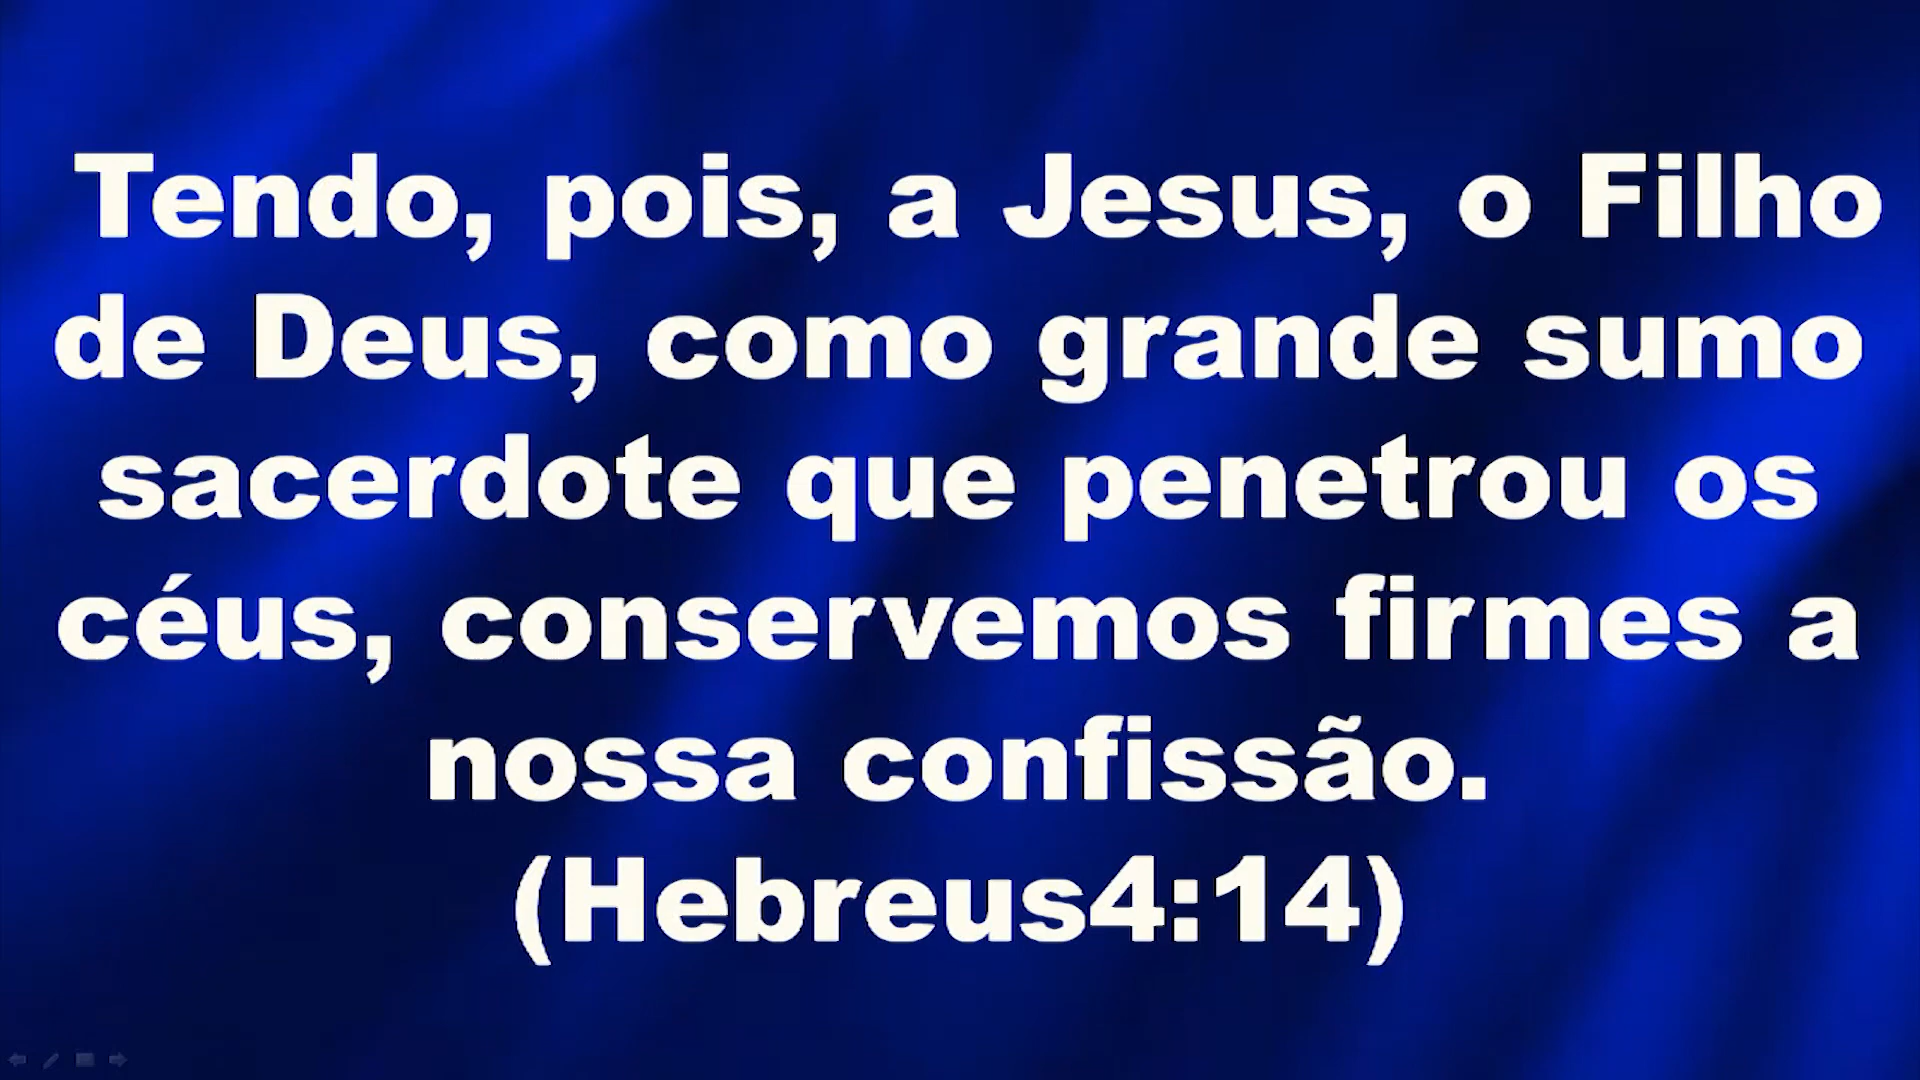 Tendo, pois, a Jesus, o Filho
de Deus, como grande sumo
sacerdote que penetrou os
céus, conservemos firmes a
nossa confissão.
(Hebreus4:14)